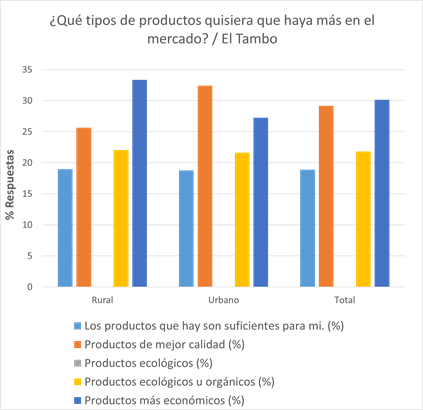 ¿Qué tipos de productos quisiera que haya más en el
mercado? / El Tambo
35
30
25
20
15
10
5
0
% Respuestas
Rural
Urbano
Total
Los productos que hay son suficientes para mi. (%)
Productos de mejor calidad (%)
Productos ecológicos (%)
Productos ecológicos u orgánicos (%)
Productos más económicos (%)